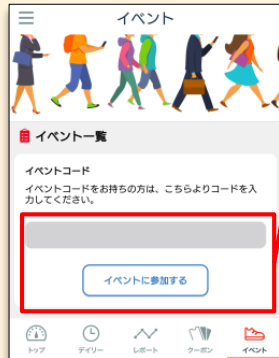 イベント
イベント一覧
イベントコード
イベントコードをお持ちの方は、こちらよりコードを入
力してください。
イベントに参加する
トップ
デイリー
レポート
クーポン
イベント